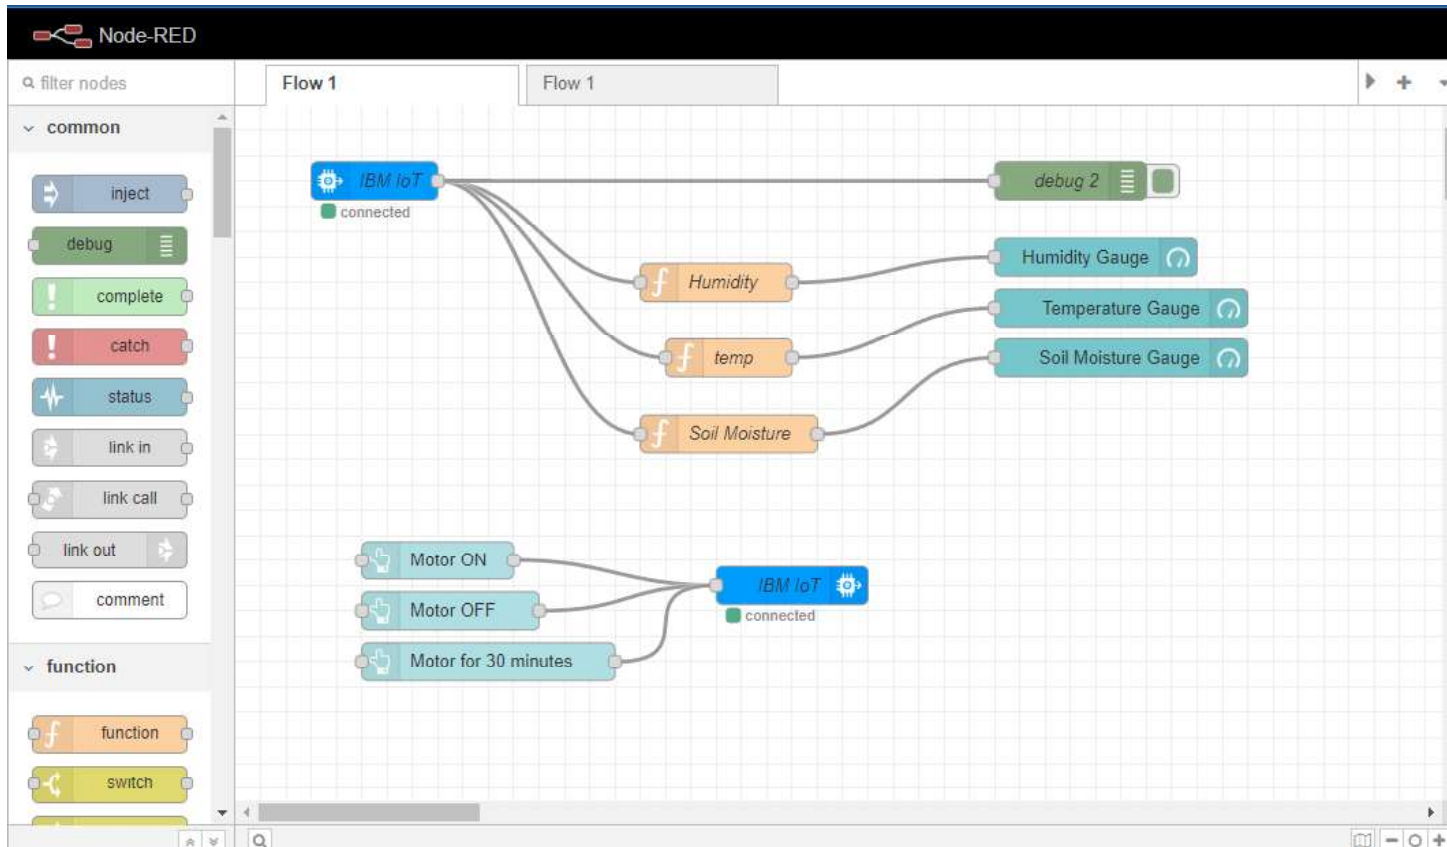 Node-RED
filter nodes
Flow 1
Flow 1
common
inject
debug
complete
catch
status
link in
link call
link out
comment
function
function
switch
IBM IoT
connected
debug 2
Humidity
Humidity Gauge
temp
Temperature Gauge
Soil Moisture
Soil Moisture Gauge
Motor ON
Motor OFF
Motor for 30 minutes
IBM IoT
connected